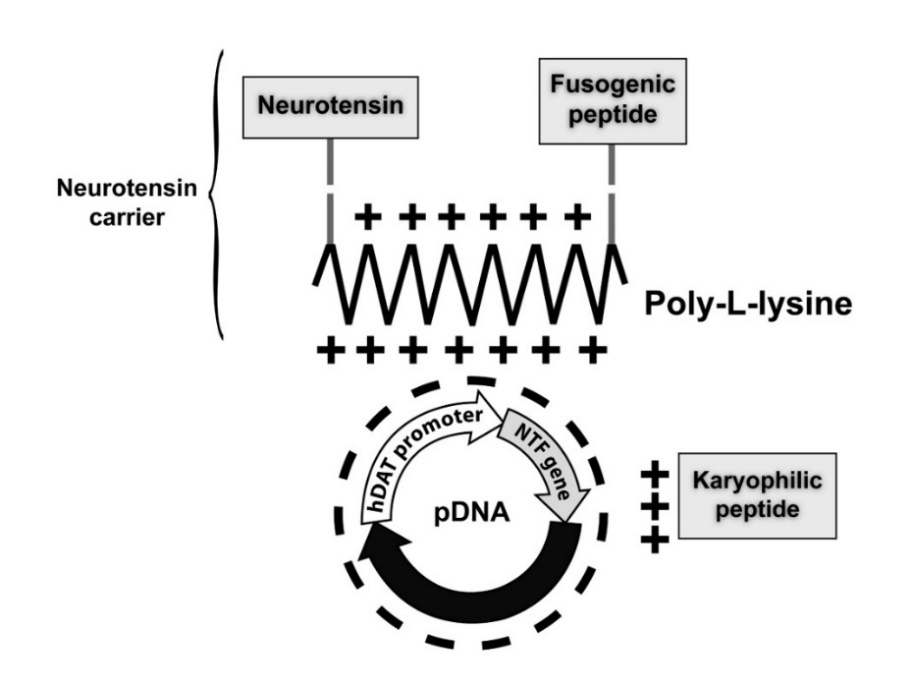 Neurotensin
Fusogenic
peptide
Neurotensin
carrier
+ + + + + +
Poly-L-lysine
+ + + + + + +
hDAT promoter
NTF gene
pDNA
+
+
+
Karyophilic
peptide